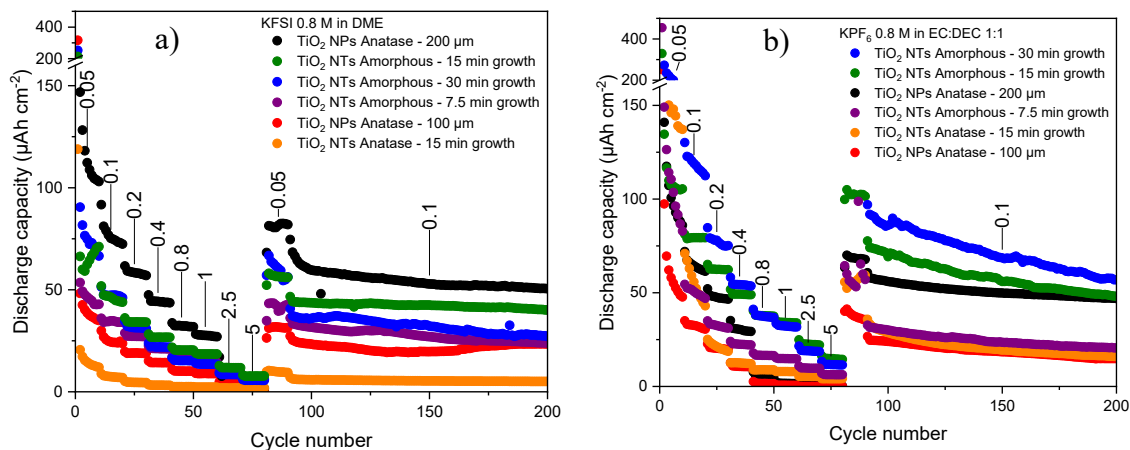 a)
KFSI 0.8 M in DME
TiO₂ NPs Anatase - 200 µm
TiO₂ NTs Amorphous - 15 min growth
TiO₂ NTs Amorphous - 30 min growth
TiO₂ NTs Amorphous - 7.5 min growth
TiO₂ NPs Anatase - 100 µm
TiO₂ NTs Anatase - 15 min growth
Discharge capacity (µAh cm⁻²)
400
200
150
100
50
0
0.05
0.1
0.2
0.4
0.8
1
2.5
5
0.05
0.1
0
50
100
150
200
Cycle number
b)
KPF₆ 0.8 M in EC:DEC 1:1
TiO₂ NTs Amorphous - 30 min growth
TiO₂ NTs Amorphous - 15 min growth
TiO₂ NPs Anatase - 200 µm
TiO₂ NTs Amorphous - 7.5 min growth
TiO₂ NTs Anatase - 15 min growth
TiO₂ NPs Anatase - 100 µm
Discharge capacity (µAh cm⁻²)
400
200
150
100
50
0
0.05
0.1
0.2
0.4
0.8
1
2.5
5
0.1
0
50
100
150
200
Cycle number